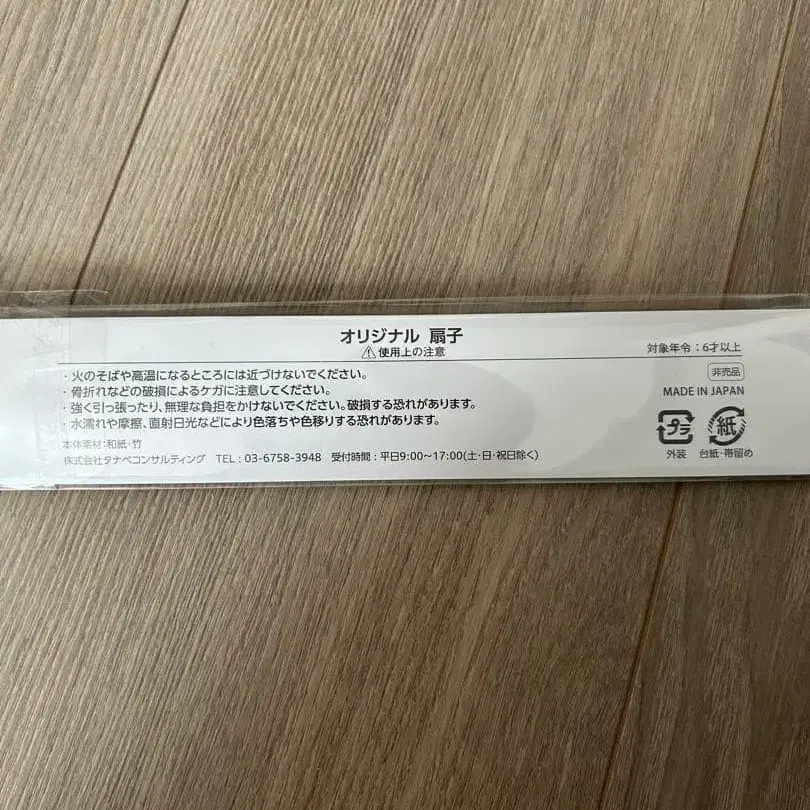 オリジナル 扇子
⚠使用上の注意
対象年令：6才以上
・火のそばや高温になるところには近づけないでください。
・骨折れなどの破損によるケガに注意してください。
・強く引っ張ったり、無理な負担をかけないでください。破損する恐れがあります。
・水濡れや摩擦、直射日光などにより色落ちや色移りする恐れがあります。
本体素材：和紙・竹
株式会社タナベコンサルティング TEL：03-6758-3948 受付時間：平日9:00～17:00(土・日・祝日除く)
非売品
MADE IN JAPAN
プラ 紙
外装 台紙・帯留め